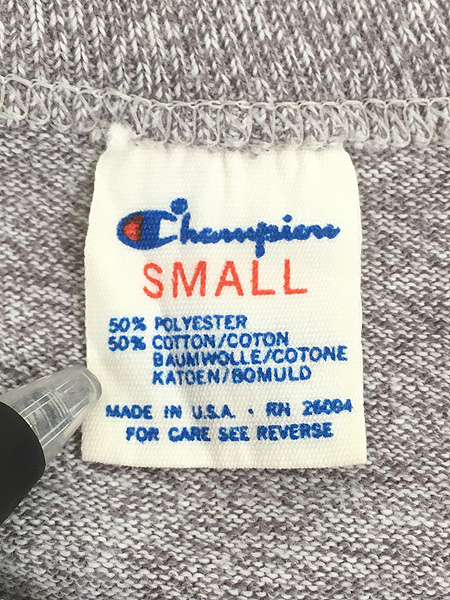 Champion
SMALL
50% POLYESTER
50% COTTON/COTON
BAUMWOLLE/COTONE
KATOEN/BOMULD
MADE IN U.S.A. · RN 26094
FOR CARE SEE REVERSE